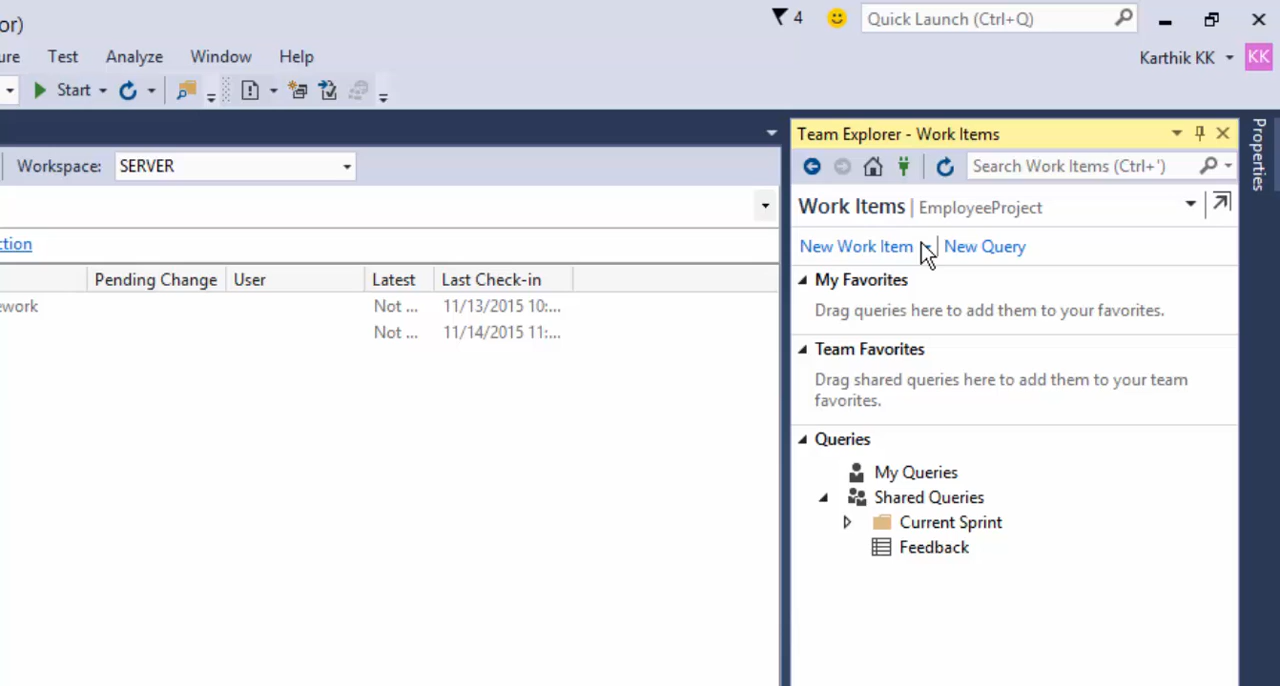 or)
4
Quick Launch (Ctrl+Q)
ure Test Analyze Window Help
Karthik KK
KK
Start
Workspace: SERVER
ction
Pending Change User Latest Last Check-in
ework Not ... 11/13/2015 10:...
Not ... 11/14/2015 11:...
Team Explorer - Work Items
Search Work Items (Ctrl+')
Work Items | EmployeeProject
New Work Item | New Query
My Favorites
Drag queries here to add them to your favorites.
Team Favorites
Drag shared queries here to add them to your team
favorites.
Queries
My Queries
Shared Queries
Current Sprint
Feedback
Properties